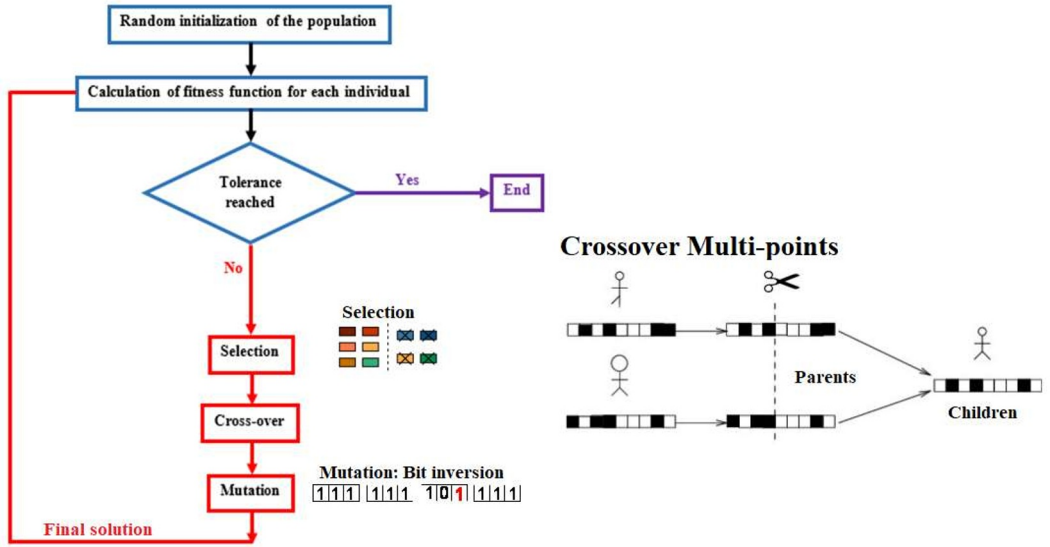 Random initialization of the population
Calculation of fitness function for each individual
Tolerance
reached
Yes
End
No
Selection
Selection
Cross-over
Mutation
Mutation: Bit inversion
111 111 101 111
Final solution
Crossover Multi-points
Parents
Children